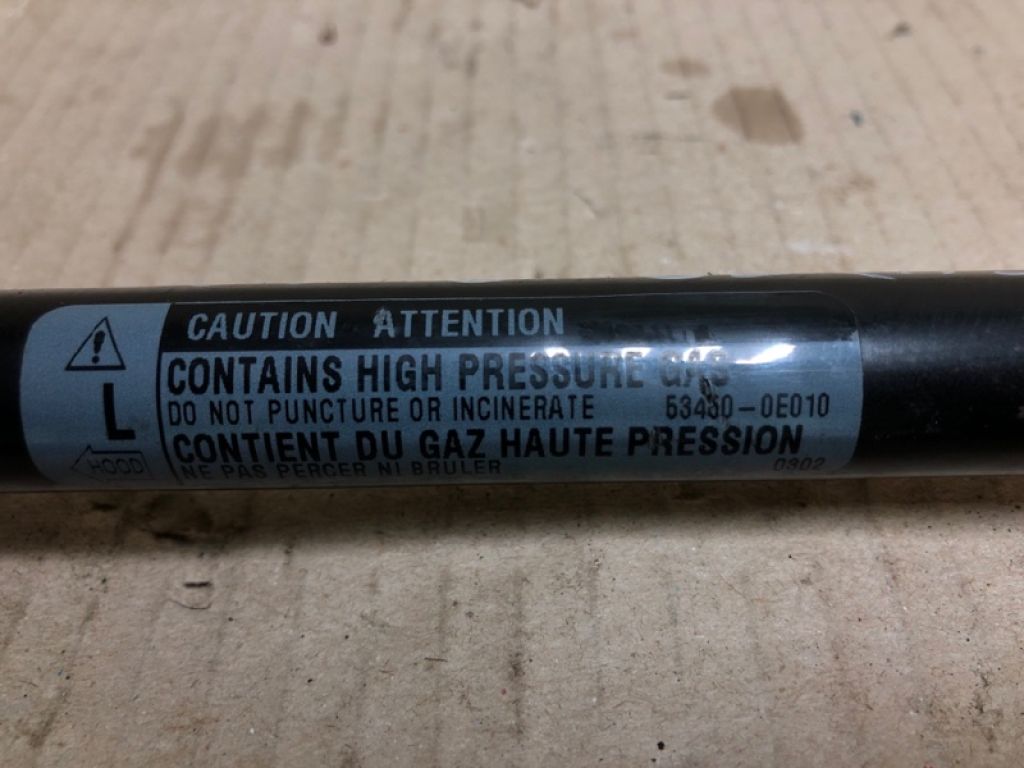 CAUTION ATTENTION
CONTAINS HIGH PRESSURE GAS
DO NOT PUNCTURE OR INCINERATE 53450-0E010
L
CONTIENT DU GAZ HAUTE PRESSION
HOOD
NE PAS PERCER NI BRULER 0302